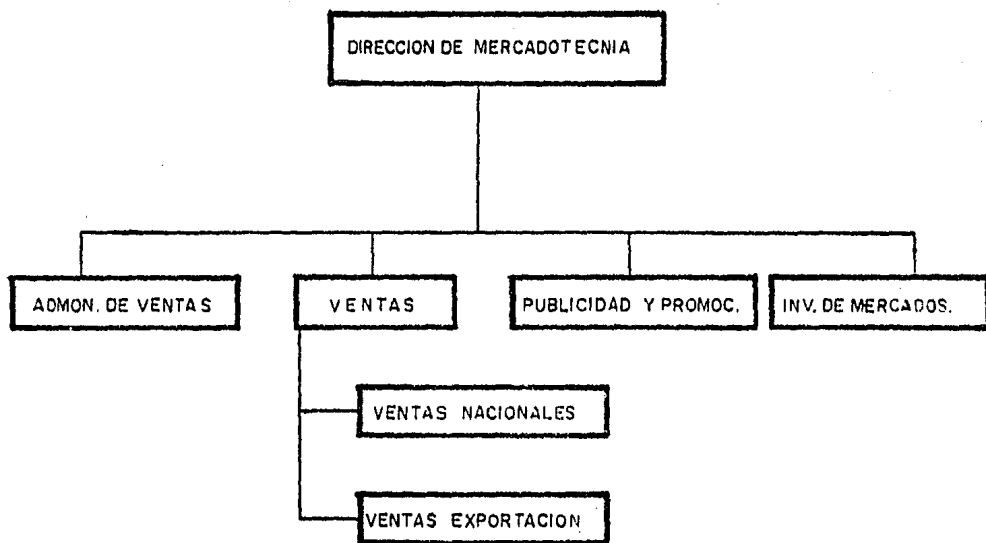 DIRECCION DE MERCADOTECNIA
ADMON. DE VENTAS
VENTAS
PUBLICIDAD Y PROMOC.
INV. DE MERCADOS.
VENTAS NACIONALES
VENTAS EXPORTACION